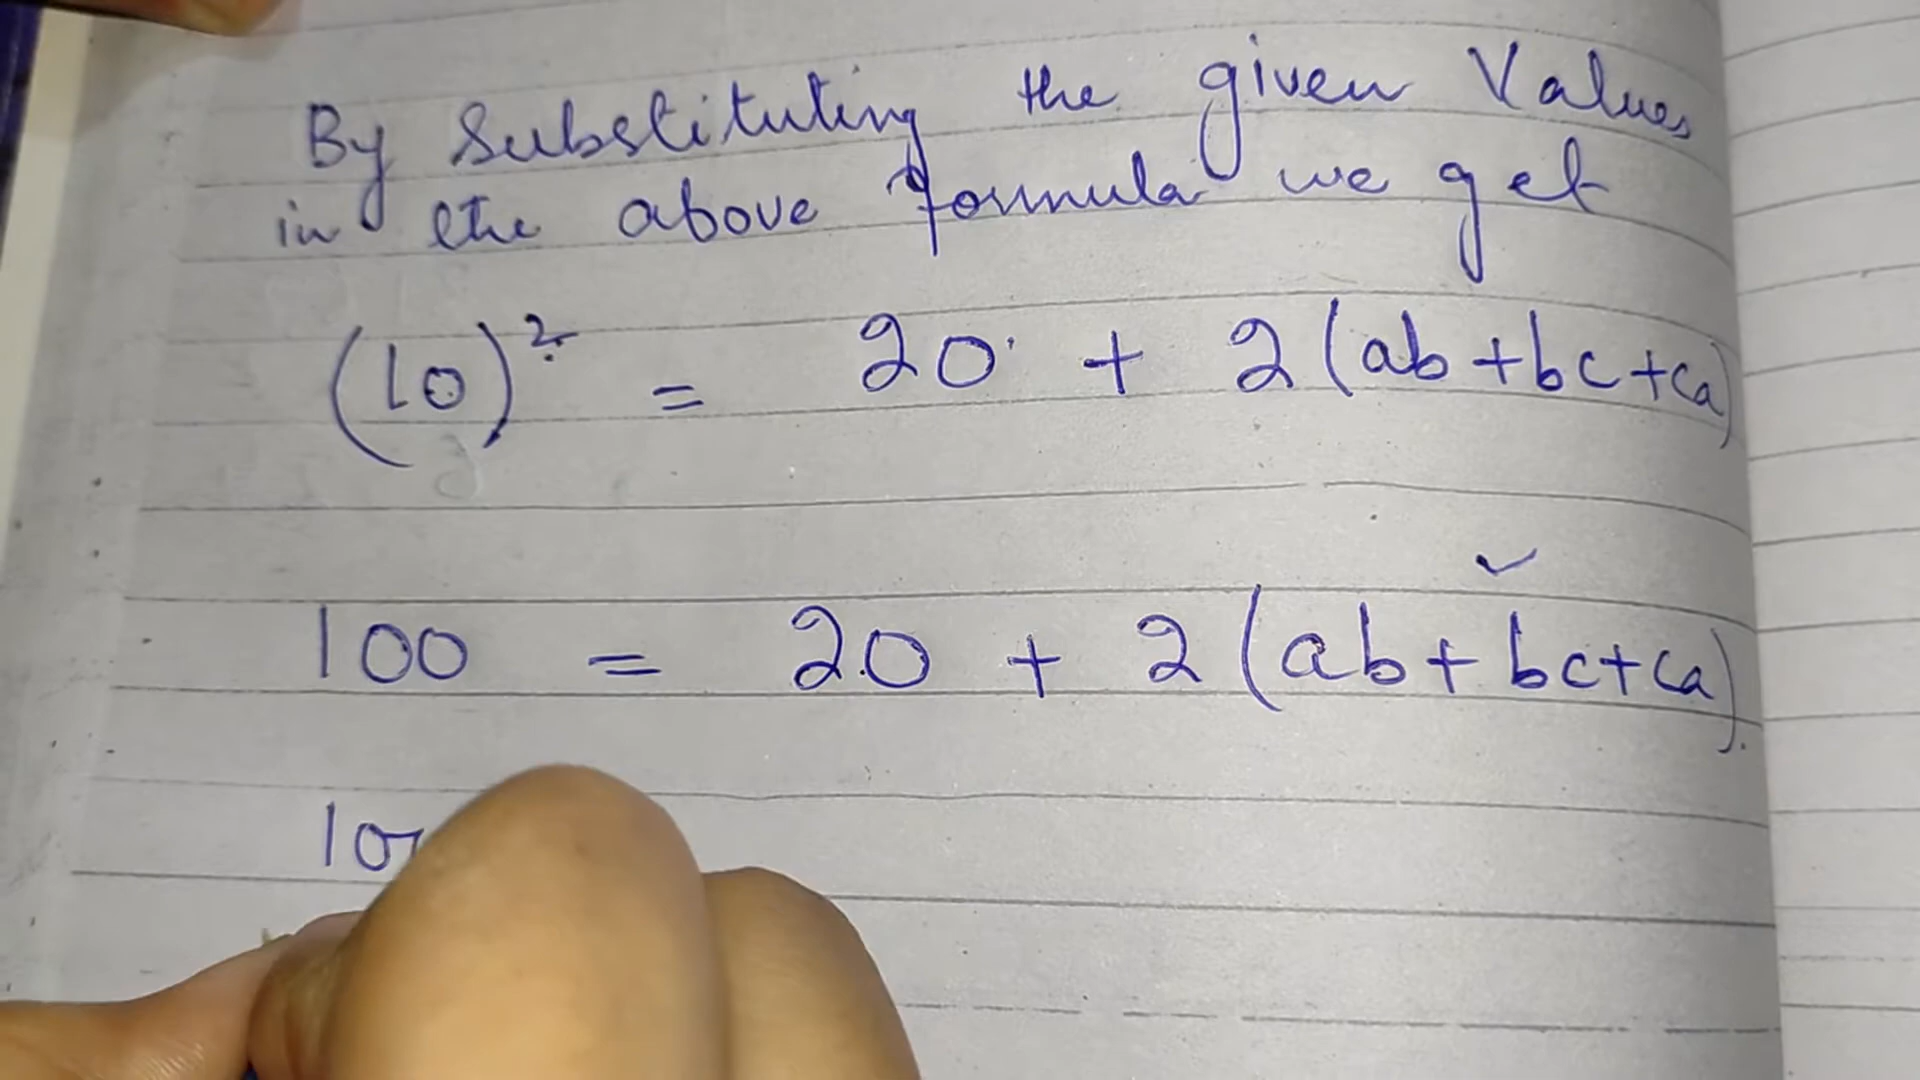 By Substituting the given Values
in the above formula we get
(10)² = 20 + 2(ab+bc+ca)
100 = 20 + 2(ab+bc+ca).
100